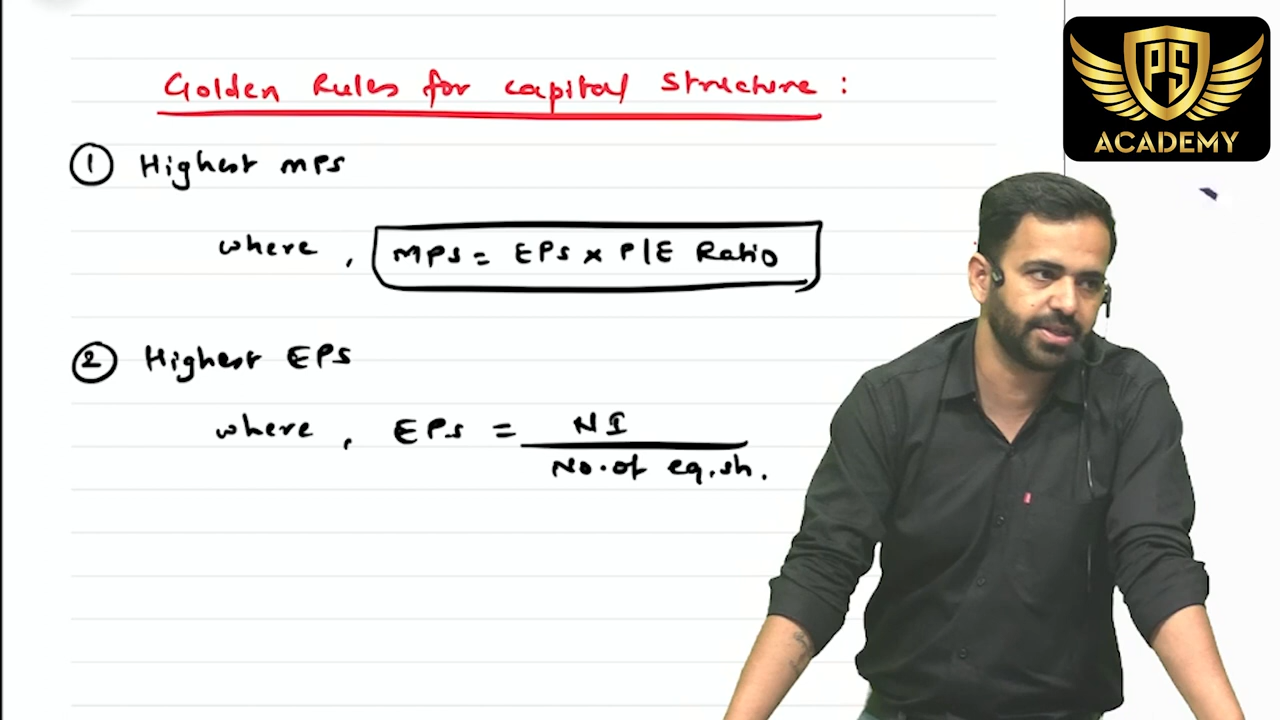 Golden Rules for capital structure :
① Highest MPS
where , MPS = EPS × P/E Ratio
② Highest EPS
where , EPS = NI
No. of eq. sh.
PS
ACADEMY